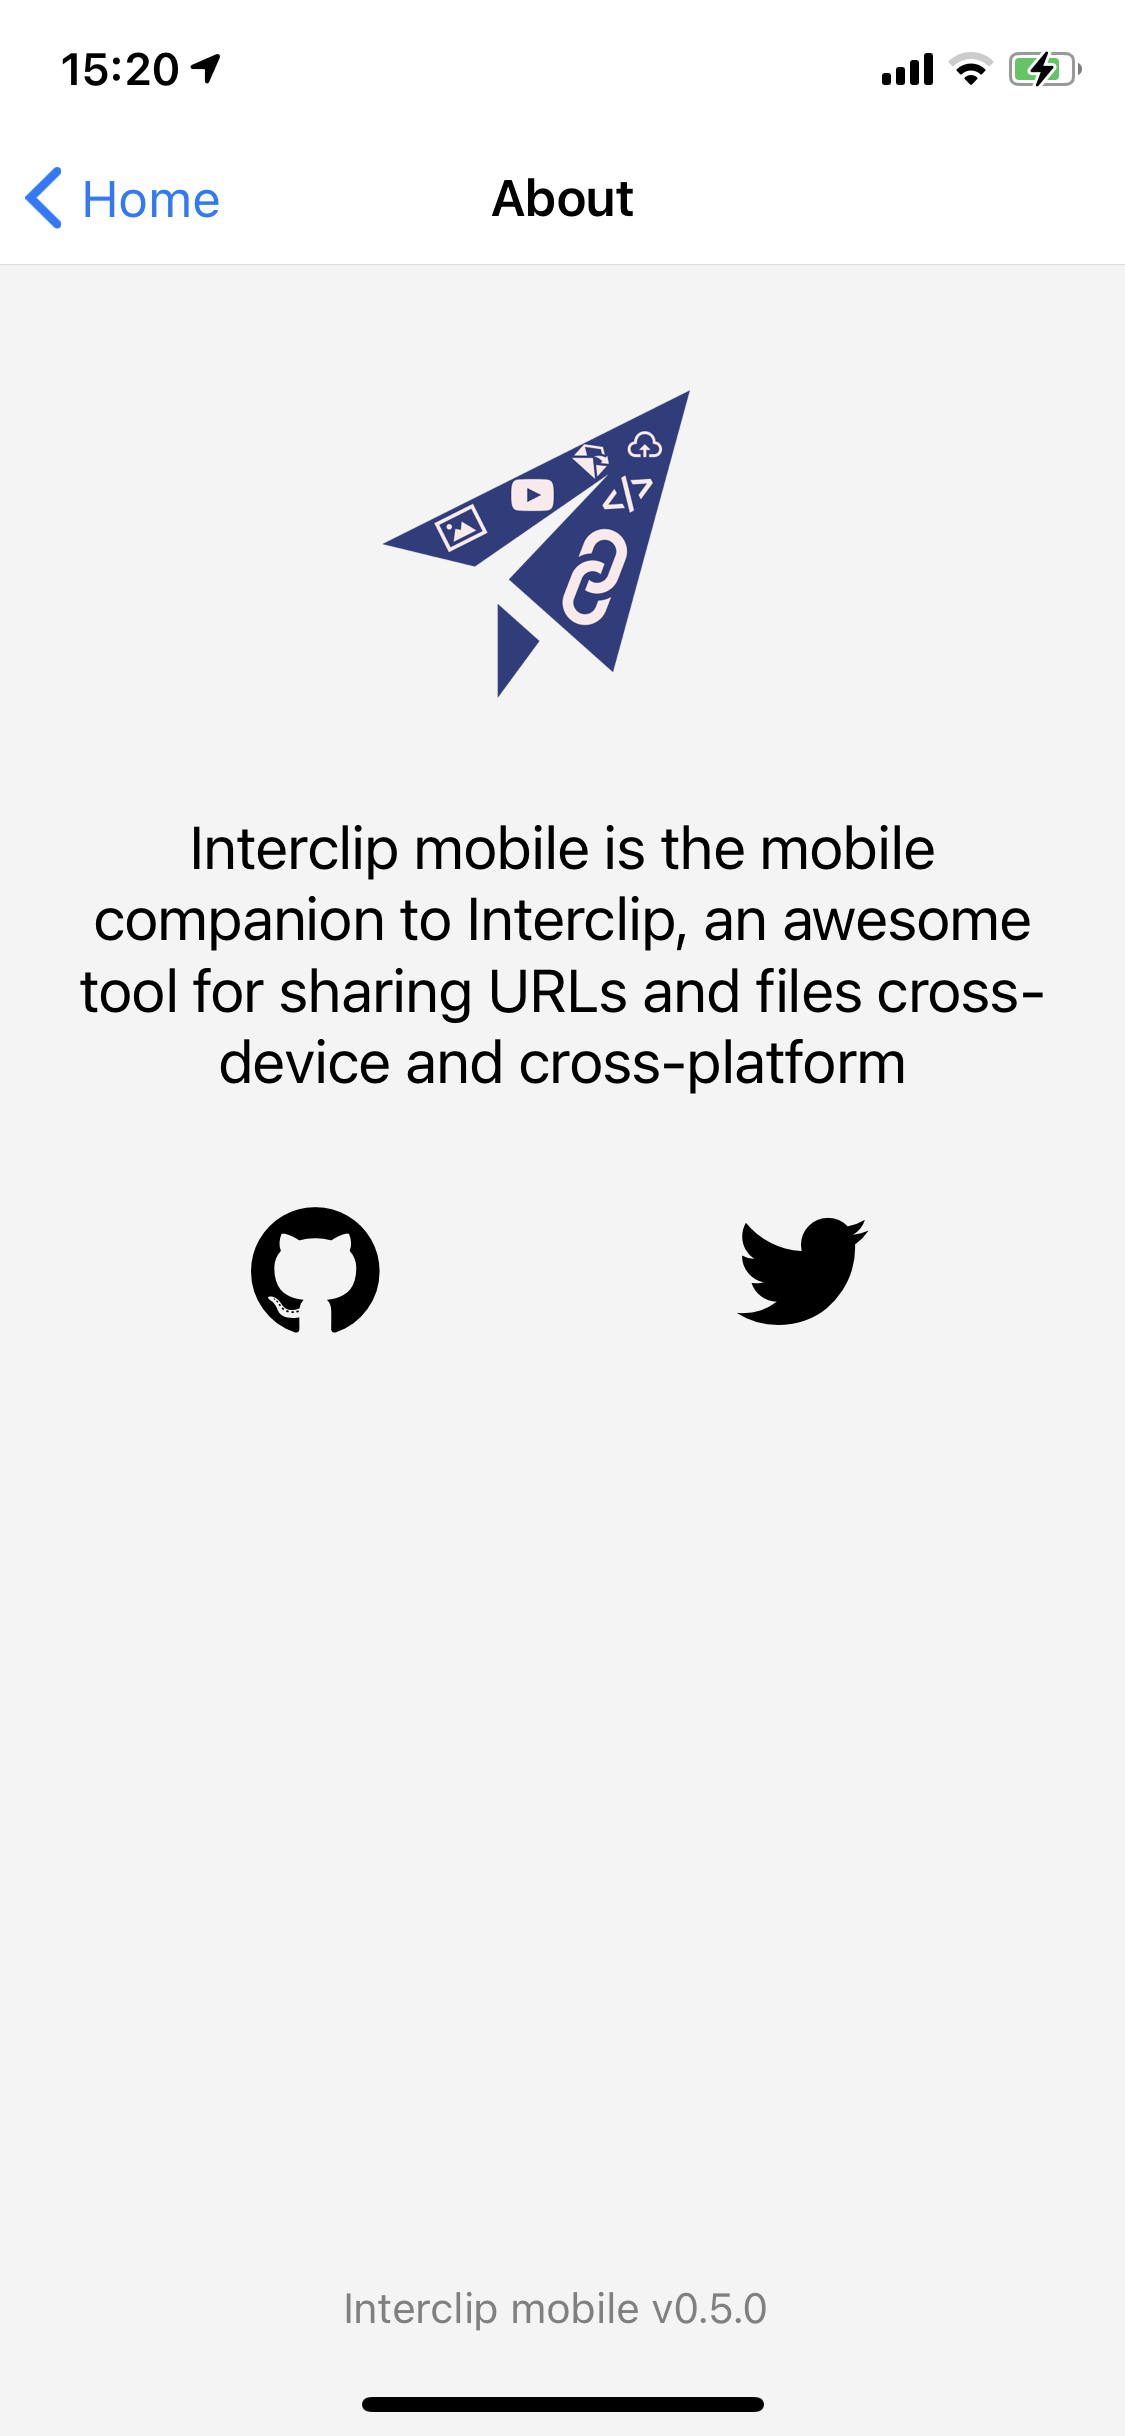 15:20
Home
About
Interclip mobile is the mobile
companion to Interclip, an awesome
tool for sharing URLs and files cross-
device and cross-platform
Interclip mobile v0.5.0